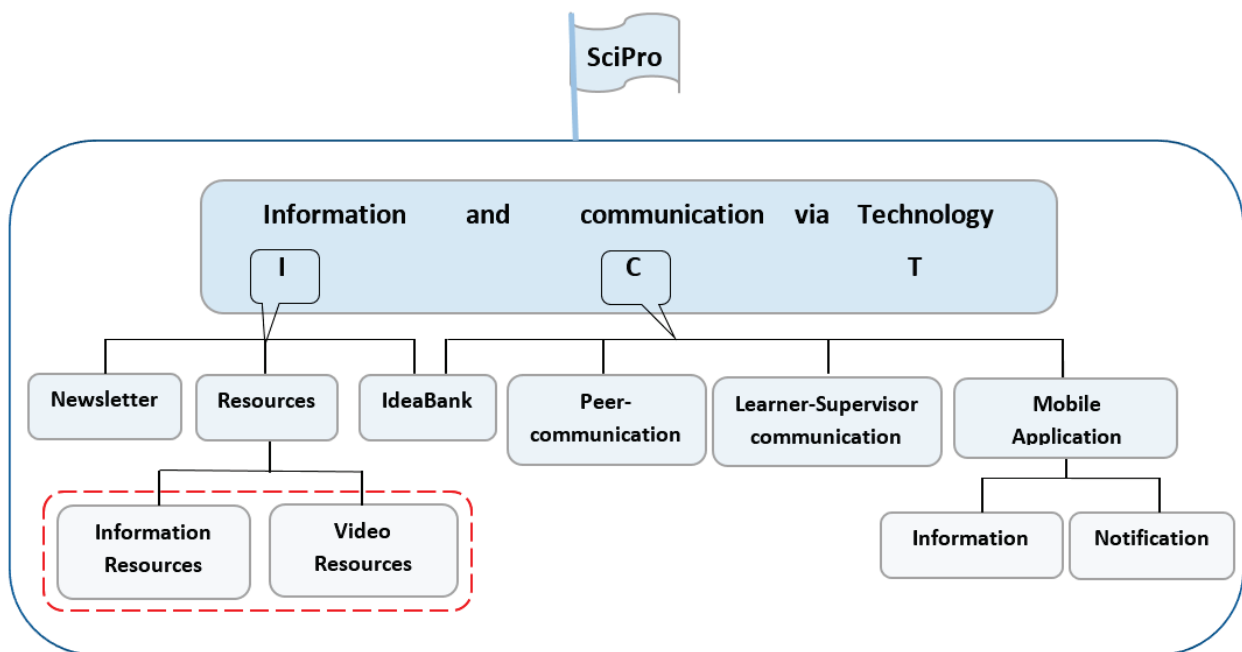 SciPro
Information and communication via Technology
I C T
Newsletter
Resources
IdeaBank
Peer-
communication
Learner-Supervisor
communication
Mobile
Application
Information
Resources
Video
Resources
Information
Notification